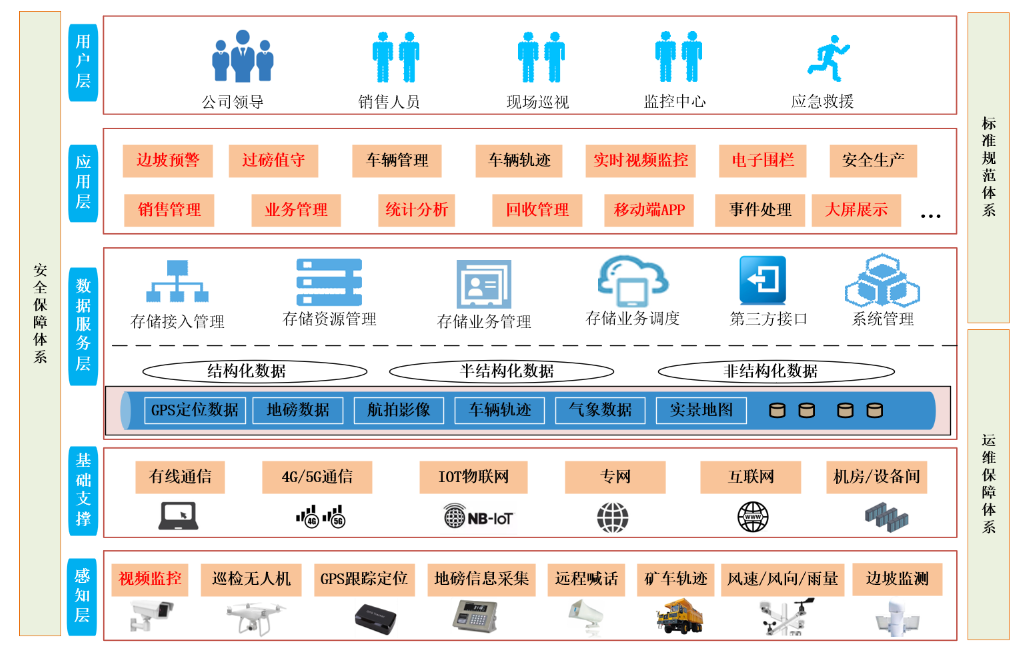 安全保障体系
用户层
公司领导
销售人员
现场巡视
监控中心
应急救援
应用层
边坡预警
过磅值守
车辆管理
车辆轨迹
实时视频监控
电子围栏
安全生产
销售管理
业务管理
统计分析
回收管理
移动端APP
事件处理
大屏展示
...
数据服务层
存储接入管理
存储资源管理
存储业务管理
存储业务调度
第三方接口
系统管理
结构化数据
半结构化数据
非结构化数据
GPS定位数据
地磅数据
航拍影像
车辆轨迹
气象数据
实景地图
基础支撑
有线通信
4G/5G通信
IOT物联网
专网
互联网
机房/设备间
4G
5G
NB-IoT
WWW
感知层
视频监控
巡检无人机
GPS跟踪定位
地磅信息采集
远程喊话
矿车轨迹
风速/风向/雨量
边坡监测
标准规范体系
运维保障体系